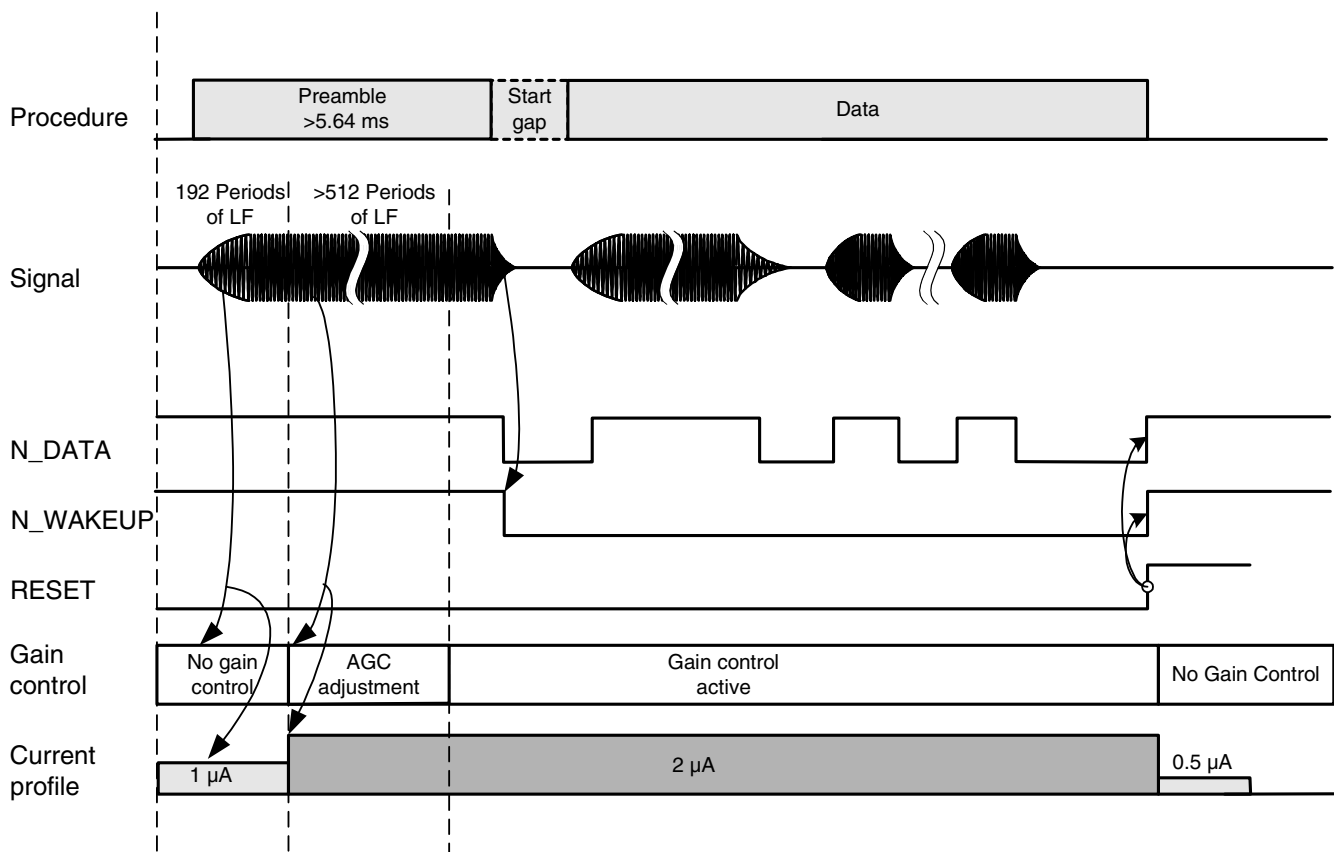 Procedure
Preamble
>5.64 ms
Start
gap
Data
192 Periods
of LF
>512 Periods
of LF
Signal
N_DATA
N_WAKEUP
RESET
Gain
control
No gain
control
AGC
adjustment
Gain control
active
No Gain Control
Current
profile
1 µA
2 µA
0.5 µA